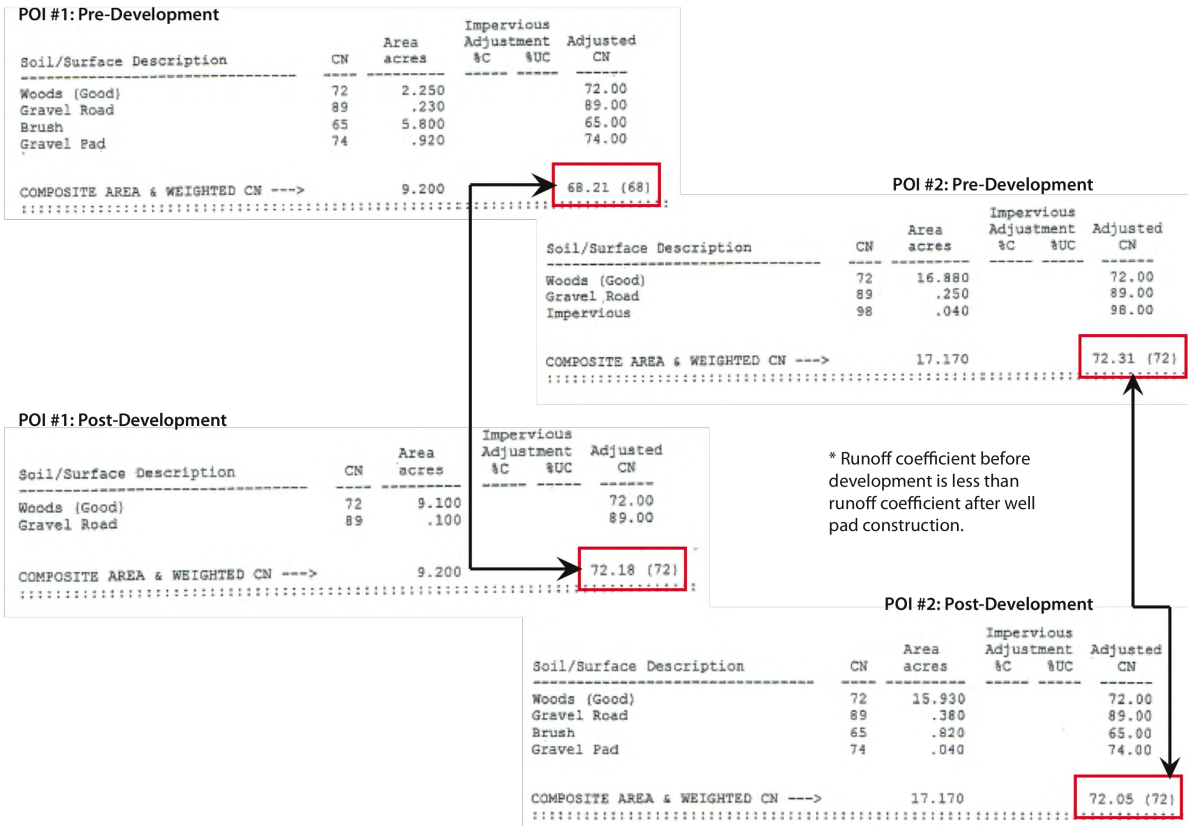 POI #1: Pre-Development
Impervious
Area Adjustment Adjusted
Soil/Surface Description CN acres %C %UC CN
Woods (Good) 72 2.250 72.00
Gravel Road 89 .230 89.00
Brush 65 5.800 65.00
Gravel Pad 74 .920 74.00
COMPOSITE AREA & WEIGHTED CN ---> 9.200 68.21 (68)
POI #2: Pre-Development
Impervious
Area Adjustment Adjusted
Soil/Surface Description CN acres %C %UC CN
Woods (Good) 72 16.880 72.00
Gravel Road 89 .250 89.00
Impervious 98 .040 98.00
COMPOSITE AREA & WEIGHTED CN ---> 17.170 72.31 (72)
POI #1: Post-Development
Impervious
Area Adjustment Adjusted
Soil/Surface Description CN acres %C %UC CN
Woods (Good) 72 9.100 72.00
Gravel Road 89 .100 89.00
COMPOSITE AREA & WEIGHTED CN ---> 9.200 72.18 (72)
* Runoff coefficient before
development is less than
runoff coefficient after well
pad construction.
POI #2: Post-Development
Impervious
Area Adjustment Adjusted
Soil/Surface Description CN acres %C %UC CN
Woods (Good) 72 15.930 72.00
Gravel Road 89 .380 89.00
Brush 65 .820 65.00
Gravel Pad 74 .040 74.00
COMPOSITE AREA & WEIGHTED CN ---> 17.170 72.05 (72)